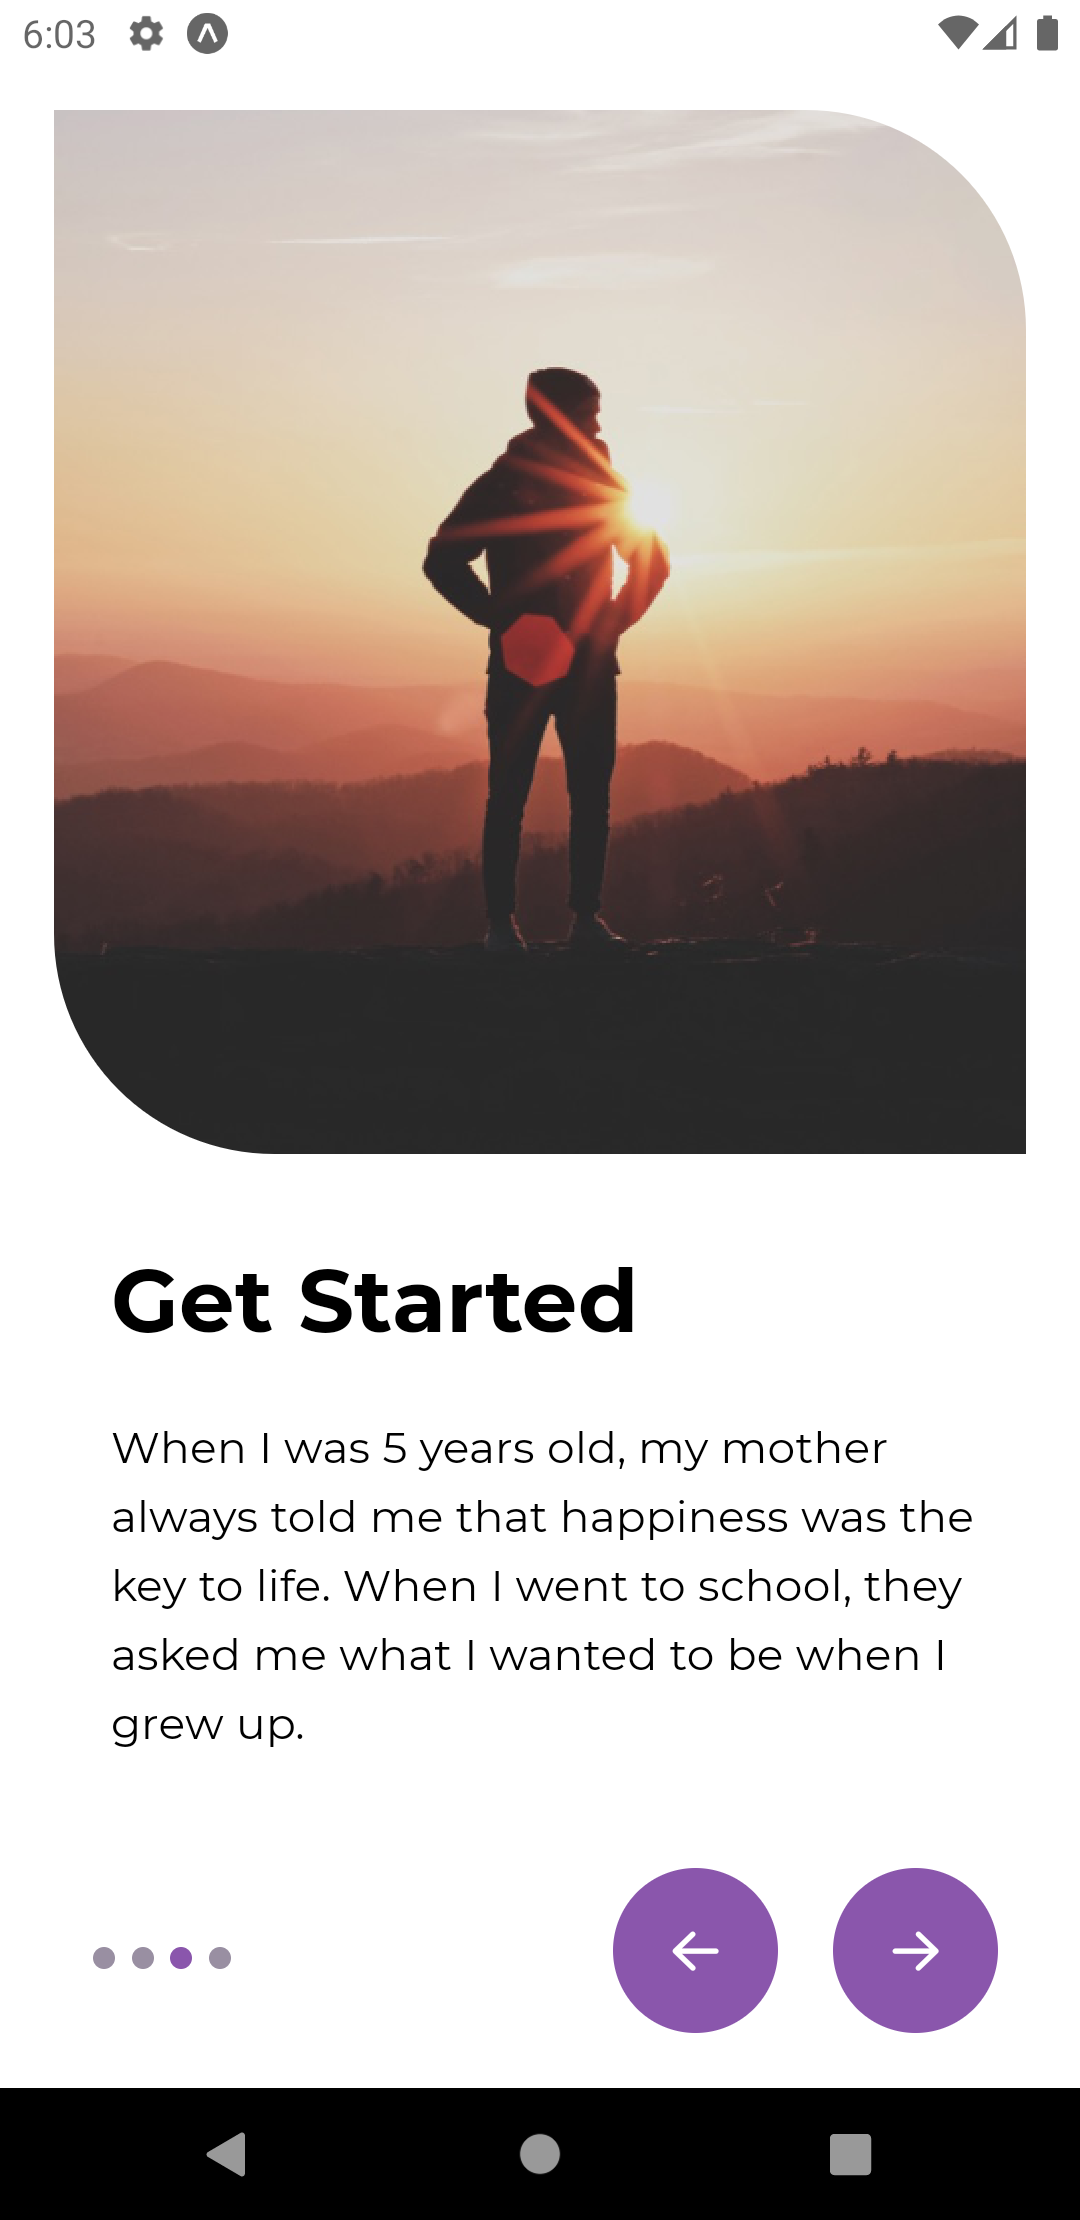 6:03
Get Started
When I was 5 years old, my mother
always told me that happiness was the
key to life. When I went to school, they
asked me what I wanted to be when I
grew up.